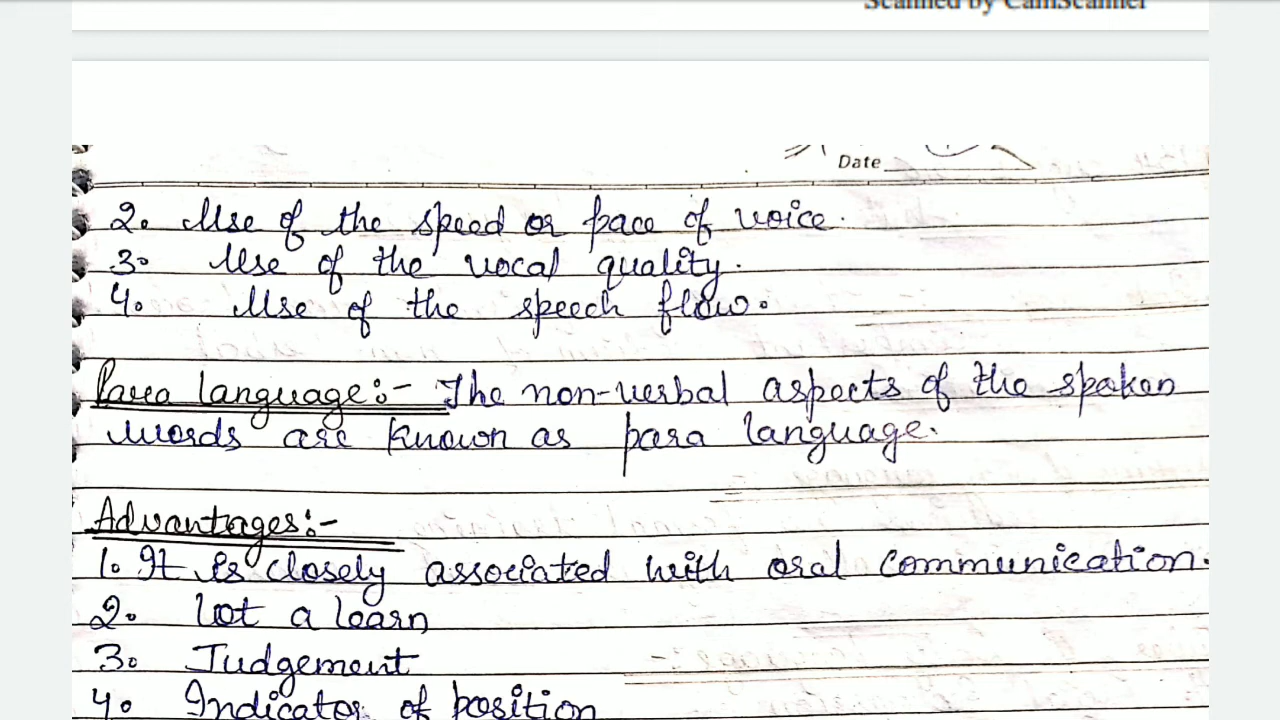 Scanned by CamScanner
Date
2. Use of the speed or pace of voice.
3. Use of the vocal quality.
4. Use of the speech flow.
Para language:- The non-verbal aspects of the spoken
words are known as para language.
Advantages:-
1. It is closely associated with oral communication.
2. Lot a learn
3. Judgement
4. Indicator of position